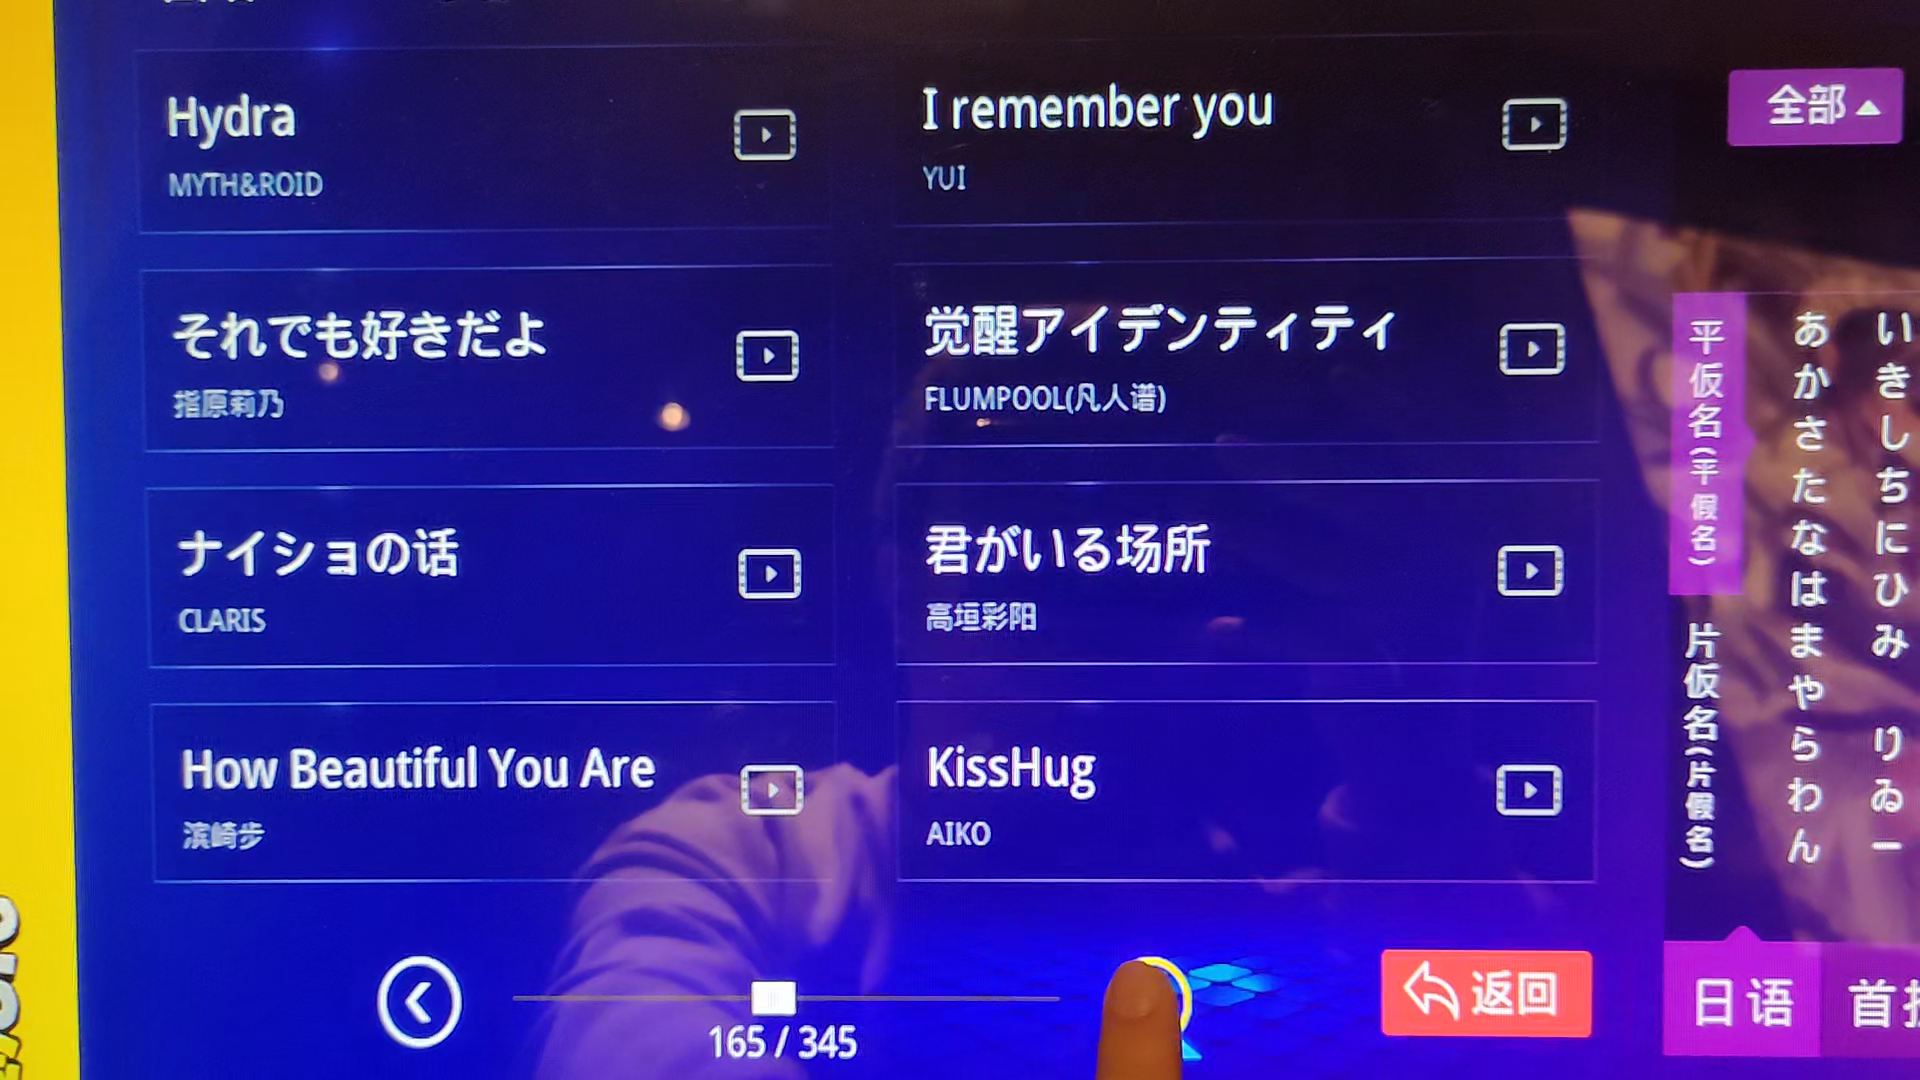 Hydra
MYTH&ROID
I remember you
YUI
それでも好きだよ
指原莉乃
觉醒アイデンティティ
FLUMPOOL(凡人谱)
ナイショの话
CLARIS
君がいる场所
高垣彩阳
How Beautiful You Are
滨崎步
KissHug
AIKO
165 / 345
返回
全部
平仮名(平假名)
片仮名(片假名)
あかさたなはまやらわん
いきしちにひみ りゐー
日语
首